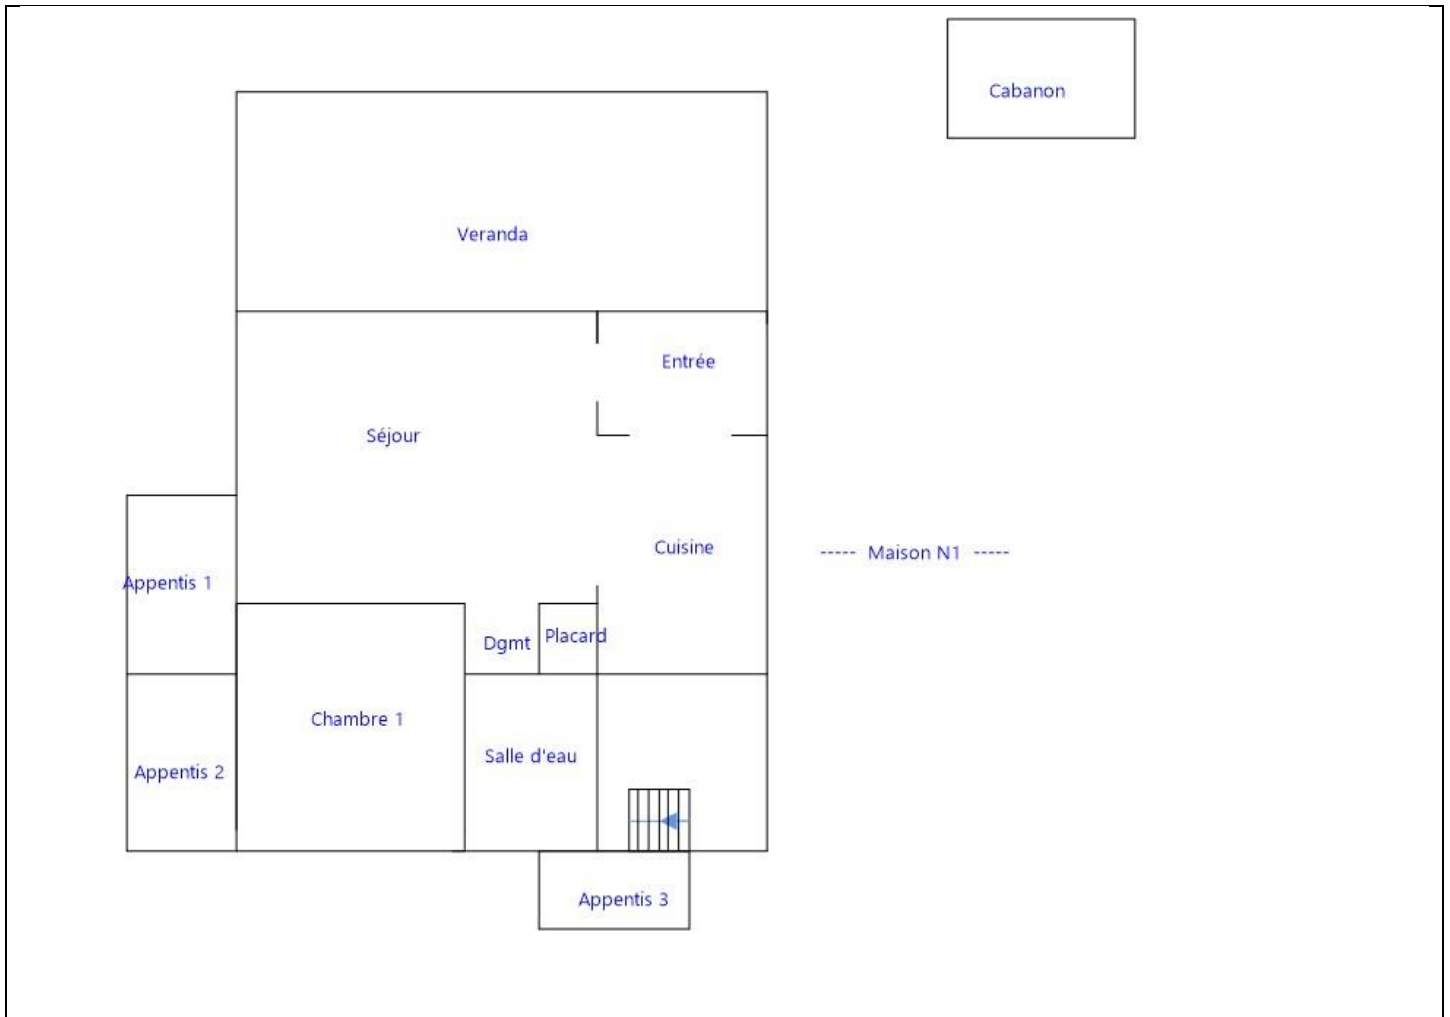 Cabanon
Veranda
Entrée
Séjour
Cuisine
----- Maison N1 -----
Appentis 1
Dgmt
Placard
Chambre 1
Salle d'eau
Appentis 2
Appentis 3